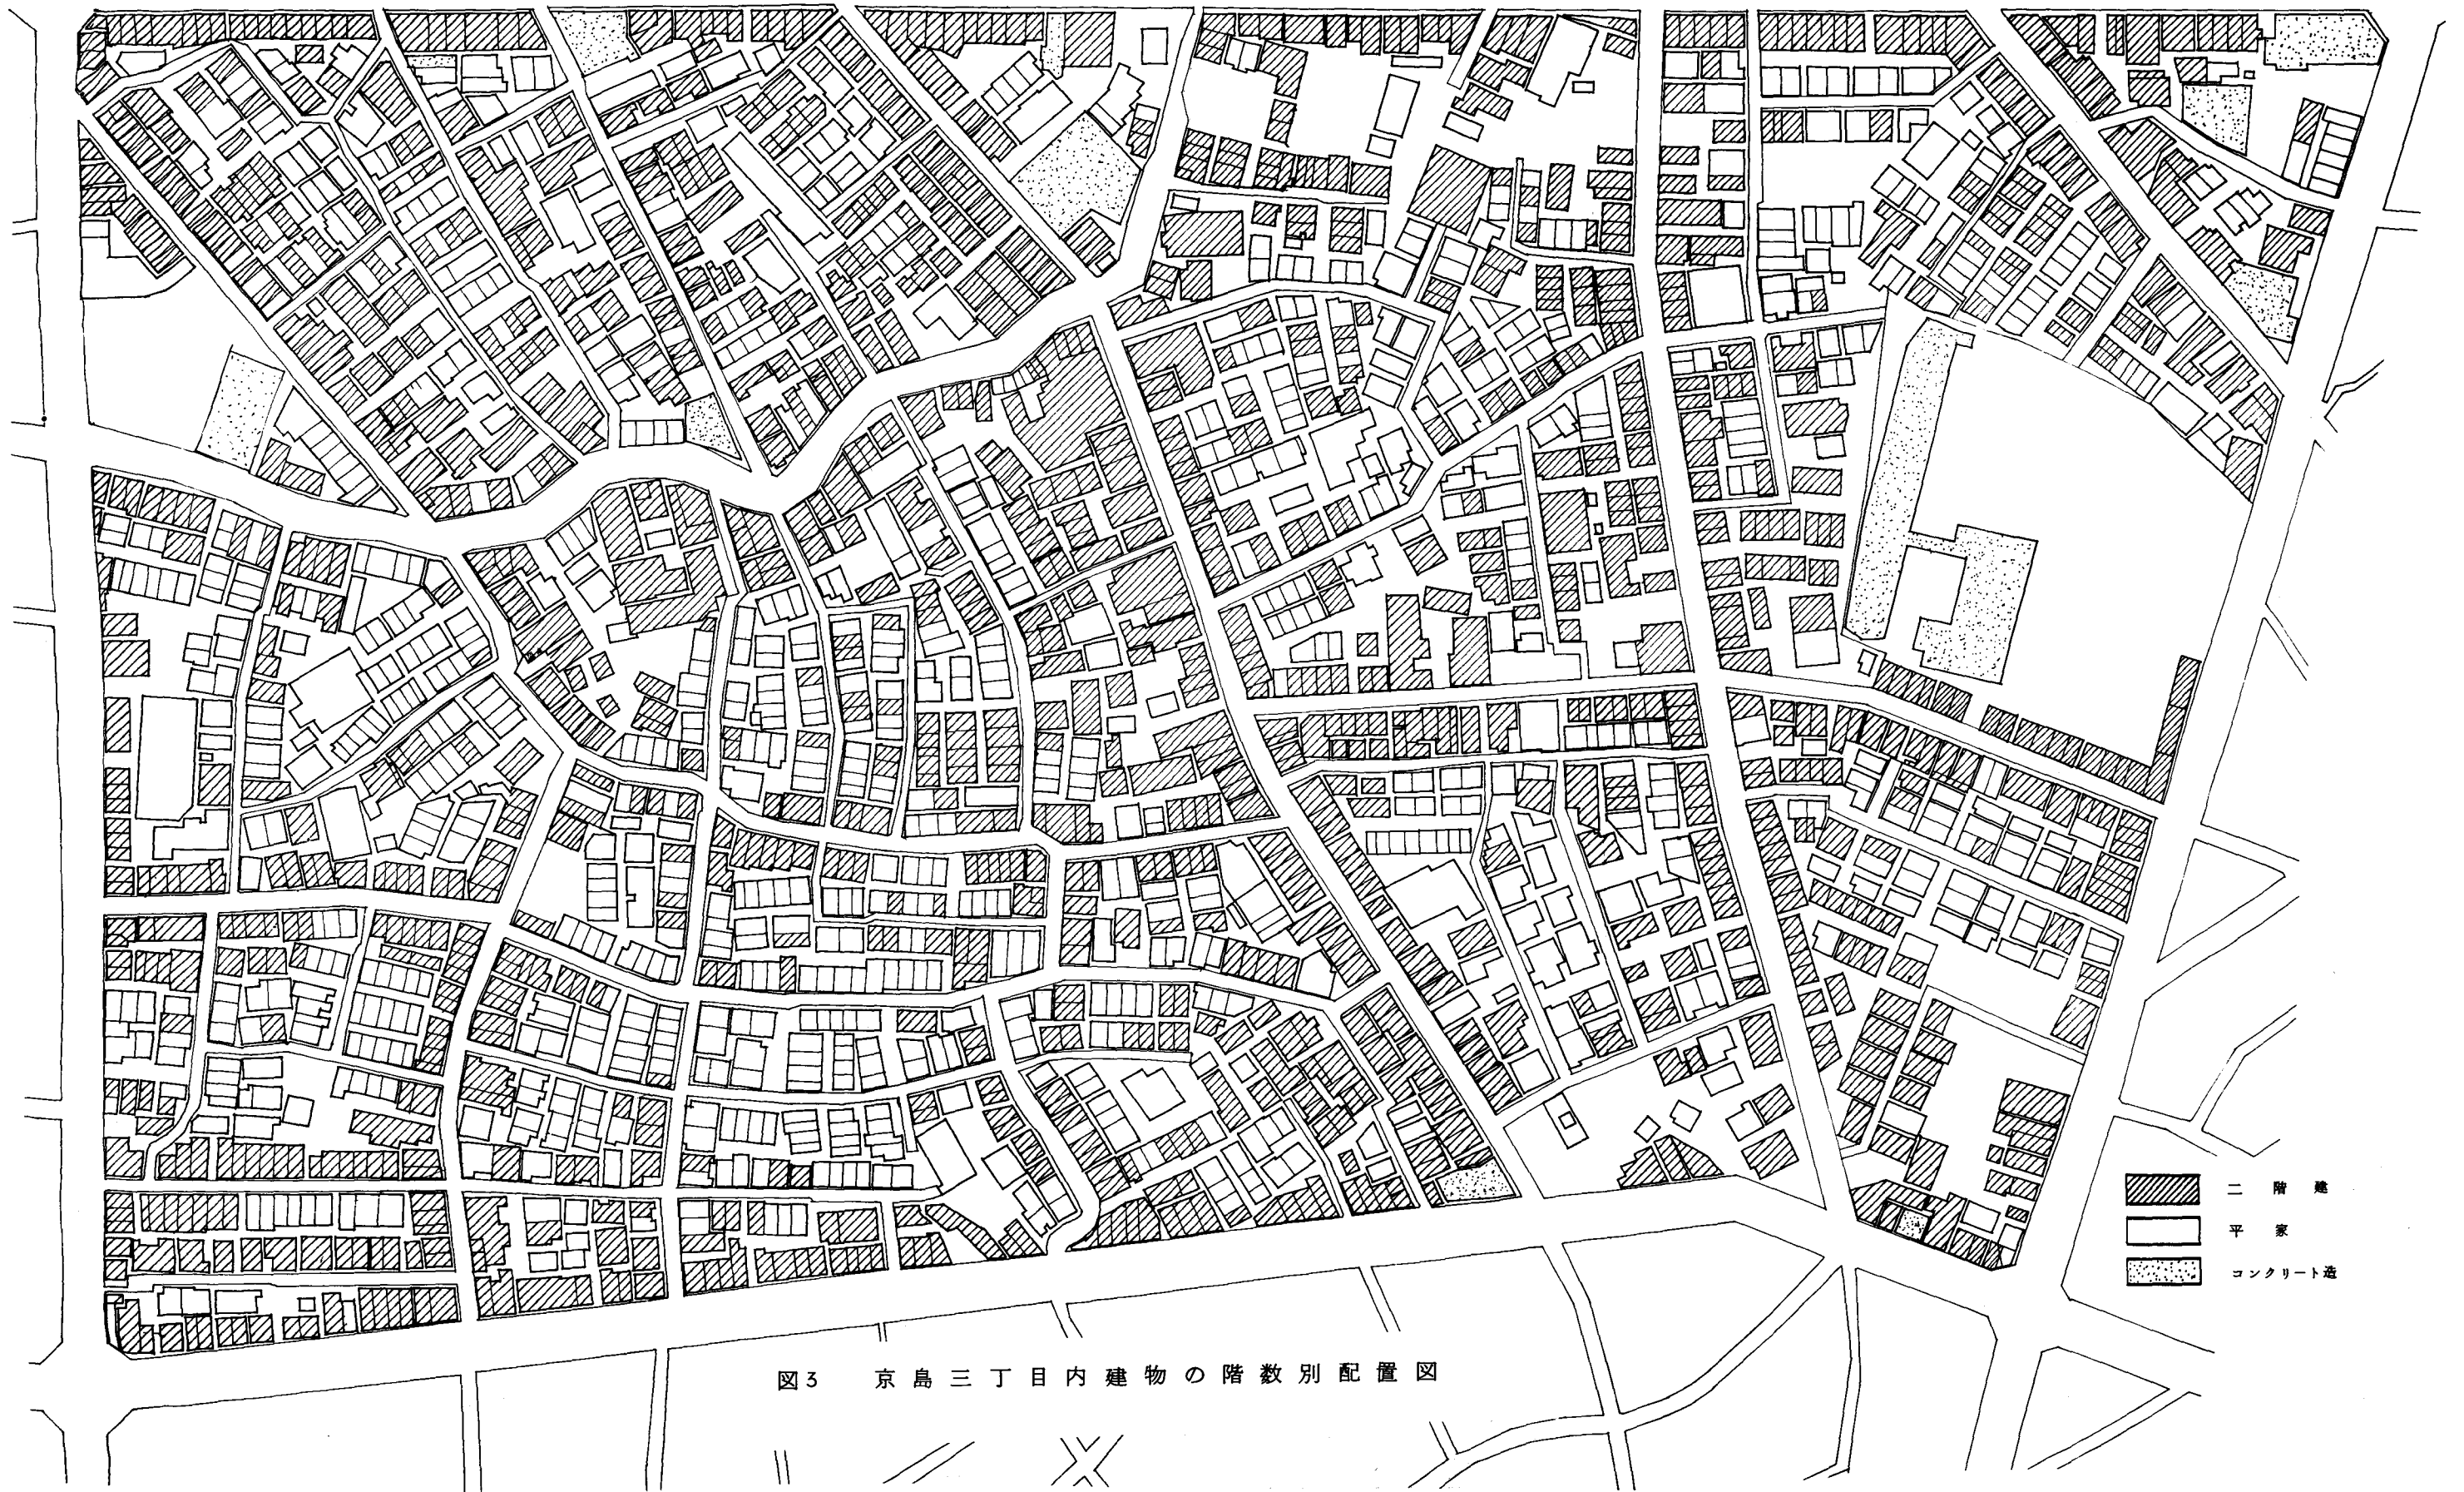 二階建
平家
コンクリート造
図3 京島三丁目内建物の階数別配置図